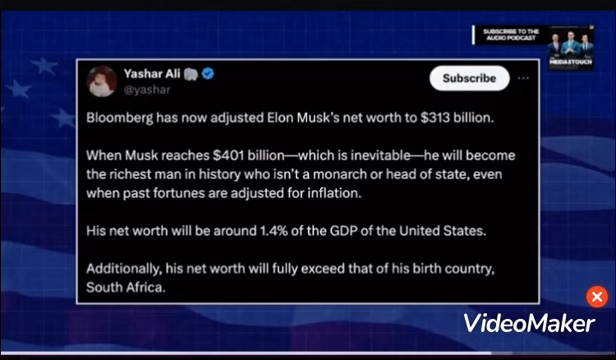 SUBSCRIBE TO THE
AUDIO PODCAST
MEIDASTOUCH
Yashar Ali
@yashar
Subscribe
Bloomberg has now adjusted Elon Musk's net worth to $313 billion.
When Musk reaches $401 billion—which is inevitable—he will become
the richest man in history who isn't a monarch or head of state, even
when past fortunes are adjusted for inflation.
His net worth will be around 1.4% of the GDP of the United States.
Additionally, his net worth will fully exceed that of his birth country,
South Africa.
VideoMaker